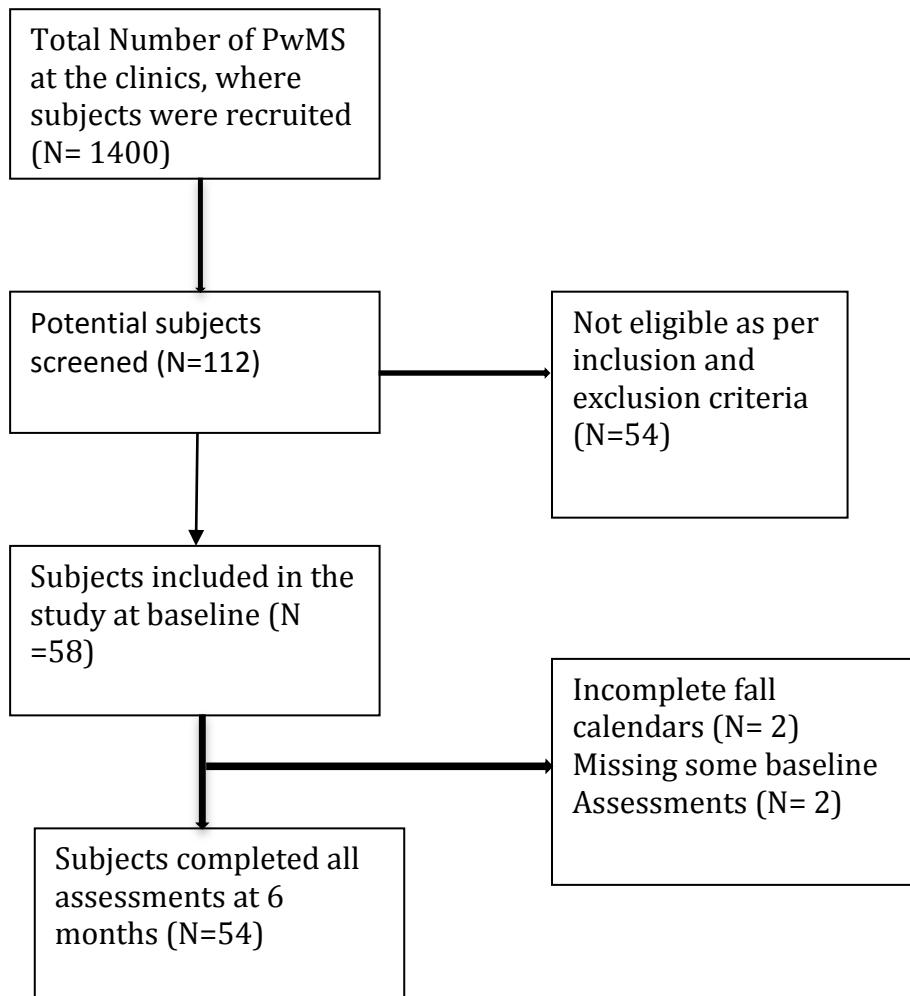 Total Number of PwMS
at the clinics, where
subjects were recruited
(N= 1400)
Potential subjects
screened (N=112)
Not eligible as per
inclusion and
exclusion criteria
(N=54)
Subjects included in the
study at baseline (N
=58)
Incomplete fall
calendars (N= 2)
Missing some baseline
Assessments (N= 2)
Subjects completed all
assessments at 6
months (N=54)